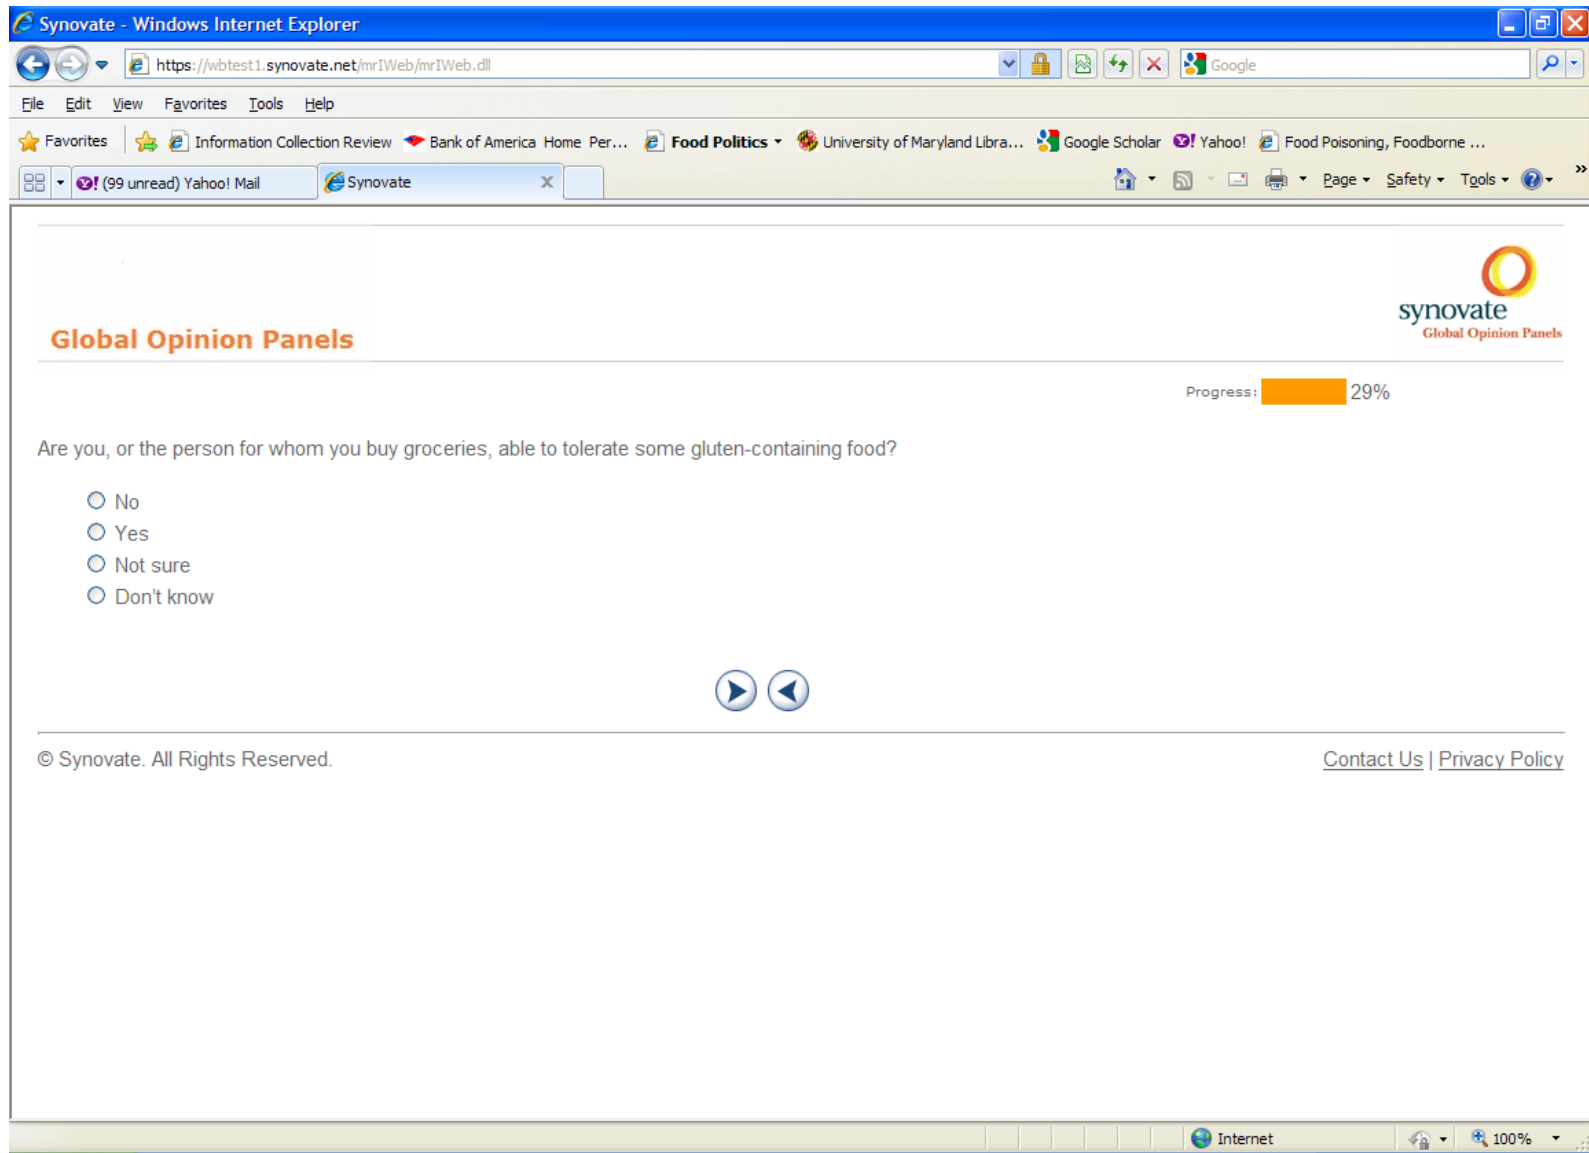 Synovate - Windows Internet Explorer
https://wbtest1.synovate.net/mrIWeb/mrIWeb.dll
Google
File Edit View Favorites Tools Help
Favorites Information Collection Review Bank of America Home Per... Food Politics University of Maryland Libra... Google Scholar Yahoo! Food Poisoning, Foodborne ...
(99 unread) Yahoo! Mail Synovate Page Safety Tools
Global Opinion Panels
synovate
Global Opinion Panels
Progress: 29%
Are you, or the person for whom you buy groceries, able to tolerate some gluten-containing food?
No
Yes
Not sure
Don't know
© Synovate. All Rights Reserved. Contact Us | Privacy Policy
Internet 100%